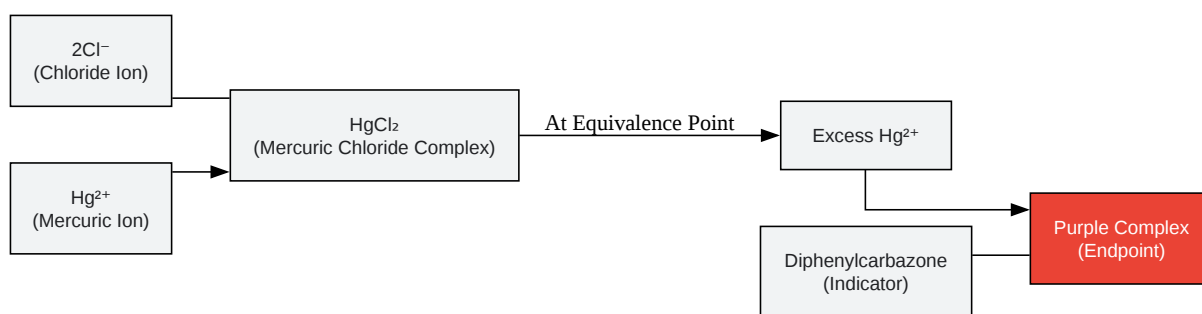 2Cl⁻
(Chloride Ion)
HgCl₂
(Mercuric Chloride Complex)
Hg²⁺
(Mercuric Ion)
At Equivalence Point
Excess Hg²⁺
Purple Complex
(Endpoint)
Diphenylcarbazone
(Indicator)